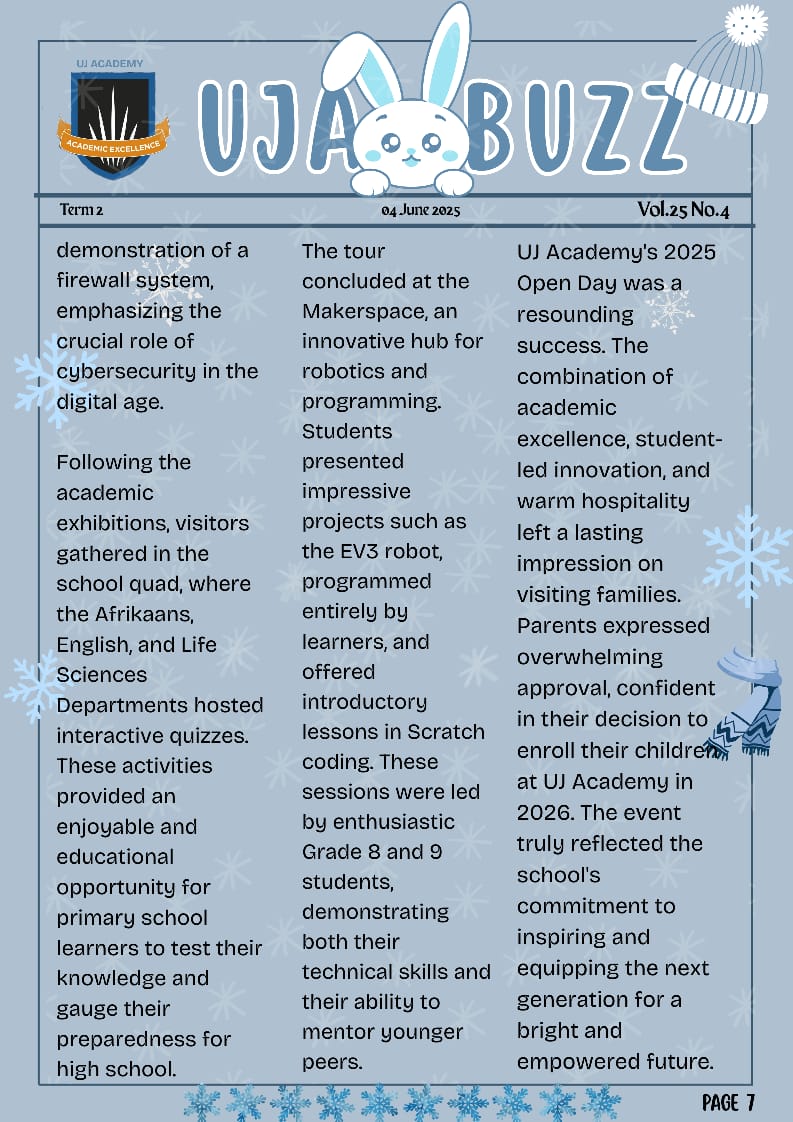 UJ ACADEMY
ACADEMIC EXCELLENCE
UJA BUZZ
Term 2
04 June 2025
Vol.25 No.4
demonstration of a
firewall system,
emphasizing the
crucial role of
cybersecurity in the
digital age.
Following the
academic
exhibitions, visitors
gathered in the
school quad, where
the Afrikaans,
English, and Life
Sciences
Departments hosted
interactive quizzes.
These activities
provided an
enjoyable and
educational
opportunity for
primary school
learners to test their
knowledge and
gauge their
preparedness for
high school.
The tour
concluded at the
Makerspace, an
innovative hub for
robotics and
programming.
Students
presented
impressive
projects such as
the EV3 robot,
programmed
entirely by
learners, and
offered
introductory
lessons in Scratch
coding. These
sessions were led
by enthusiastic
Grade 8 and 9
students,
demonstrating
both their
technical skills and
their ability to
mentor younger
peers.
UJ Academy's 2025
Open Day was a
resounding
success. The
combination of
academic
excellence, student-
led innovation, and
warm hospitality
left a lasting
impression on
visiting families.
Parents expressed
overwhelming
approval, confident
in their decision to
enroll their children
at UJ Academy in
2026. The event
truly reflected the
school's
commitment to
inspiring and
equipping the next
generation for a
bright and
empowered future.
PAGE 7